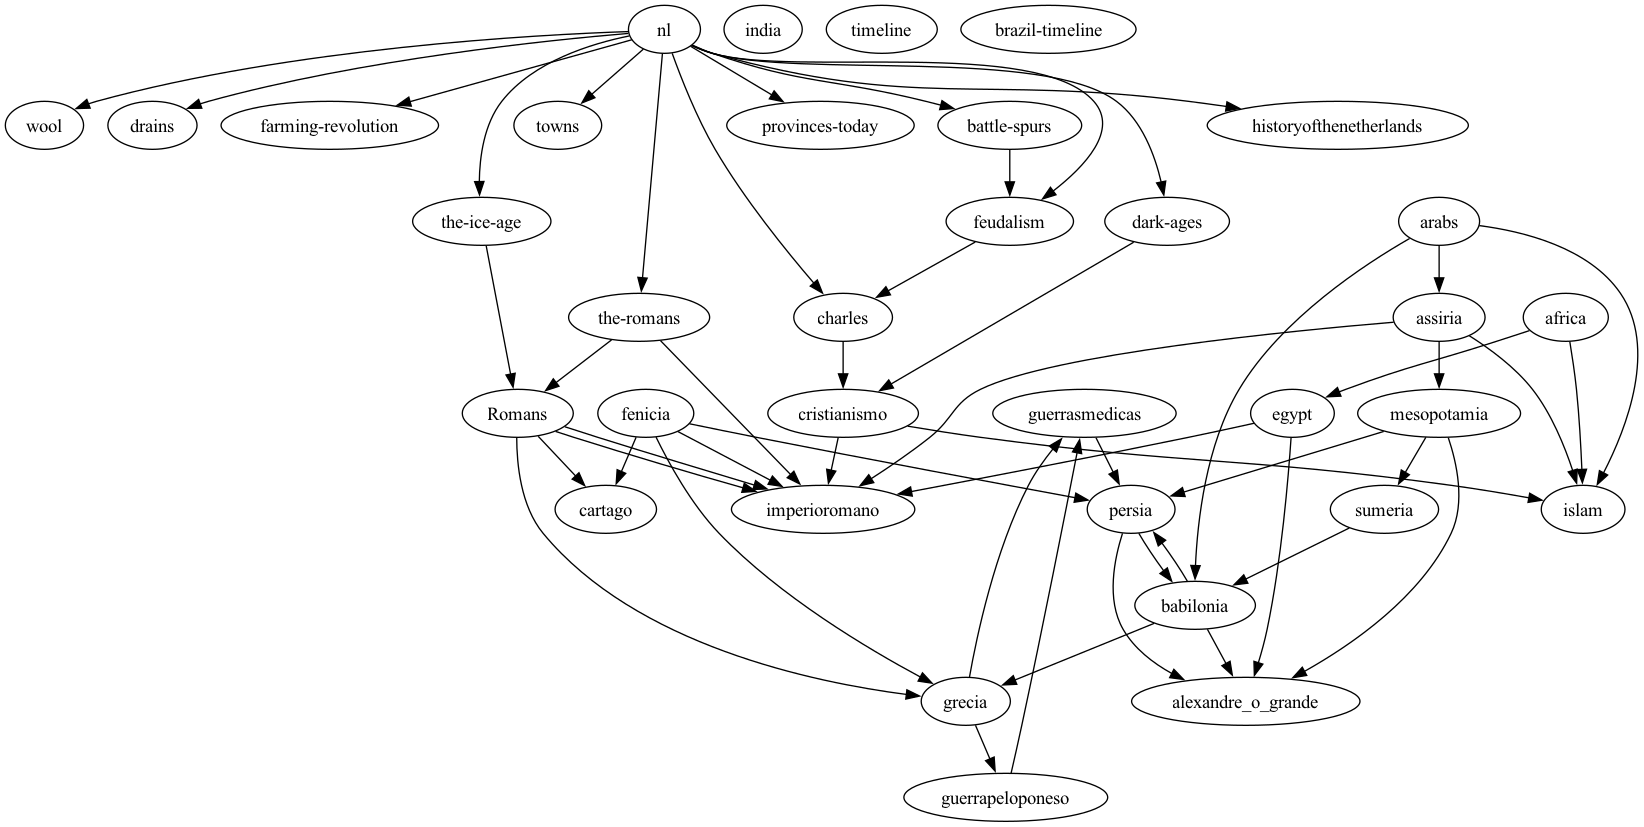 nl
india
timeline
brazil-timeline
wool
drains
farming-revolution
towns
provinces-today
battle-spurs
historyofthenetherlands
the-ice-age
feudalism
dark-ages
arabs
the-romans
charles
assiria
africa
Romans
fenicia
cristianismo
guerrasmedicas
egypt
mesopotamia
cartago
imperioromano
persia
sumeria
islam
babilonia
grecia
alexandre_o_grande
guerrapeloponeso